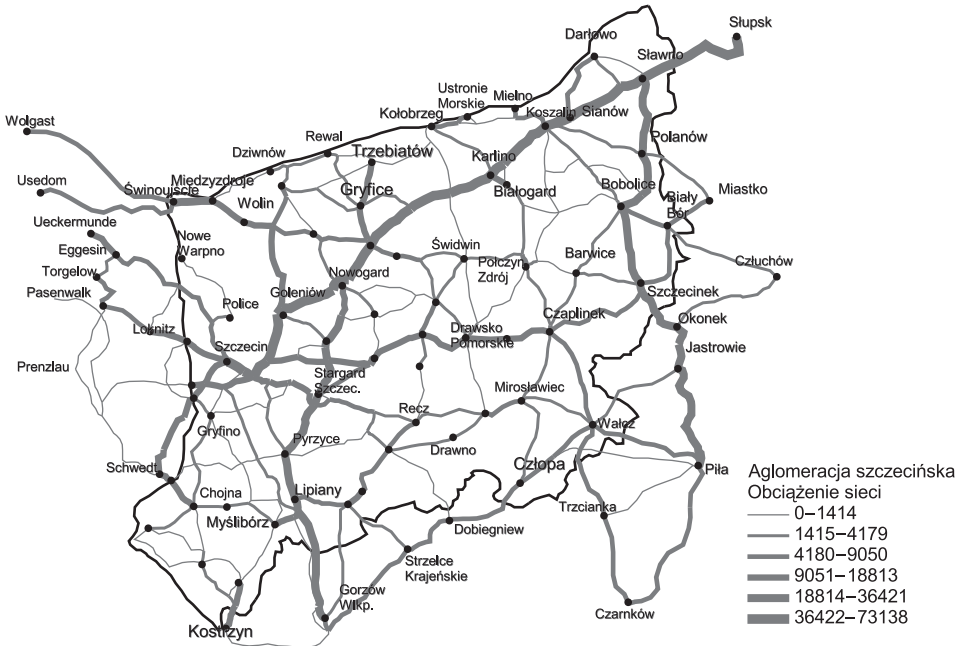 Słupsk
Darłowo
Sławno
Ustronie
Morskie
Mielno
Kołobrzeg
Koszalin
Sianów
Wolgast
Rewal
Trzebiatów
Polanów
Dziwnów
Karlino
Międzyzdroje
Usedom
Świnoujście
Gryfice
Białogard
Bobolice
Biały
Bór
Miastko
Wolin
Ueckermunde
Nowe
Warpno
Eggesin
Świdwin
Barwice
Połczyn
Zdrój
Człuchów
Torgelow
Nowogard
Pasenwalk
Goleniów
Police
Szczecinek
Loknitz
Drawsko
Pomorskie
Czaplinek
Okonek
Szczecin
Jastrowie
Prenzlau
Stargard
Szczec.
Mirosławiec
Recz
Gryfino
Pyrzyce
Wałcz
Drawno
Schwedt
Człopa
Piła
Lipiany
Chojna
Trzcianka
Myślibórz
Dobiegniew
Strzelce
Krajeńskie
Gorzów
Wlkp.
Czarnków
Kostrzyn
Aglomeracja szczecińska
Obciążenie sieci
0–1414
1415–4179
4180–9050
9051–18813
18814–36421
36422–73138